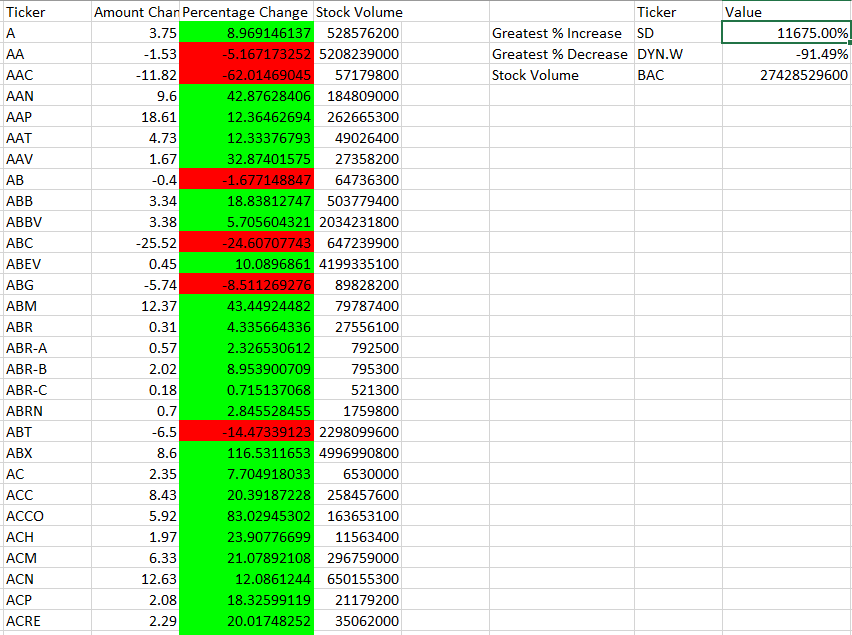 Ticker Amount Chan Percentage Change Stock Volume Ticker Value
A 3.75 8.969146137 528576200 Greatest % Increase SD 11675.00%
AA -1.53 -5.167173252 5208239000 Greatest % Decrease DYN.W -91.49%
AAC -11.82 -62.01469045 57179800 Stock Volume BAC 27428529600
AAN 9.6 42.87628406 184809000
AAP 18.61 12.36462694 262665300
AAT 4.73 12.33376793 49026400
AAV 1.67 32.87401575 27358200
AB -0.4 -1.677148847 64736300
ABB 3.34 18.83812747 503779400
ABBV 3.38 5.705604321 2034231800
ABC -25.52 -24.60707743 647239900
ABEV 0.45 10.0896861 4199335100
ABG -5.74 -8.511269276 89828200
ABM 12.37 43.44924482 79787400
ABR 0.31 4.335664336 27556100
ABR-A 0.57 2.326530612 792500
ABR-B 2.02 8.953900709 795300
ABR-C 0.18 0.715137068 521300
ABRN 0.7 2.845528455 1759800
ABT -6.5 -14.47339123 2298099600
ABX 8.6 116.5311653 4996990800
AC 2.35 7.704918033 6530000
ACC 8.43 20.39187228 258457600
ACCO 5.92 83.02945302 163653100
ACH 1.97 23.90776699 11563400
ACM 6.33 21.07892108 296759000
ACN 12.63 12.0861244 650155300
ACP 2.08 18.32599119 21179200
ACRE 2.29 20.01748252 35062000